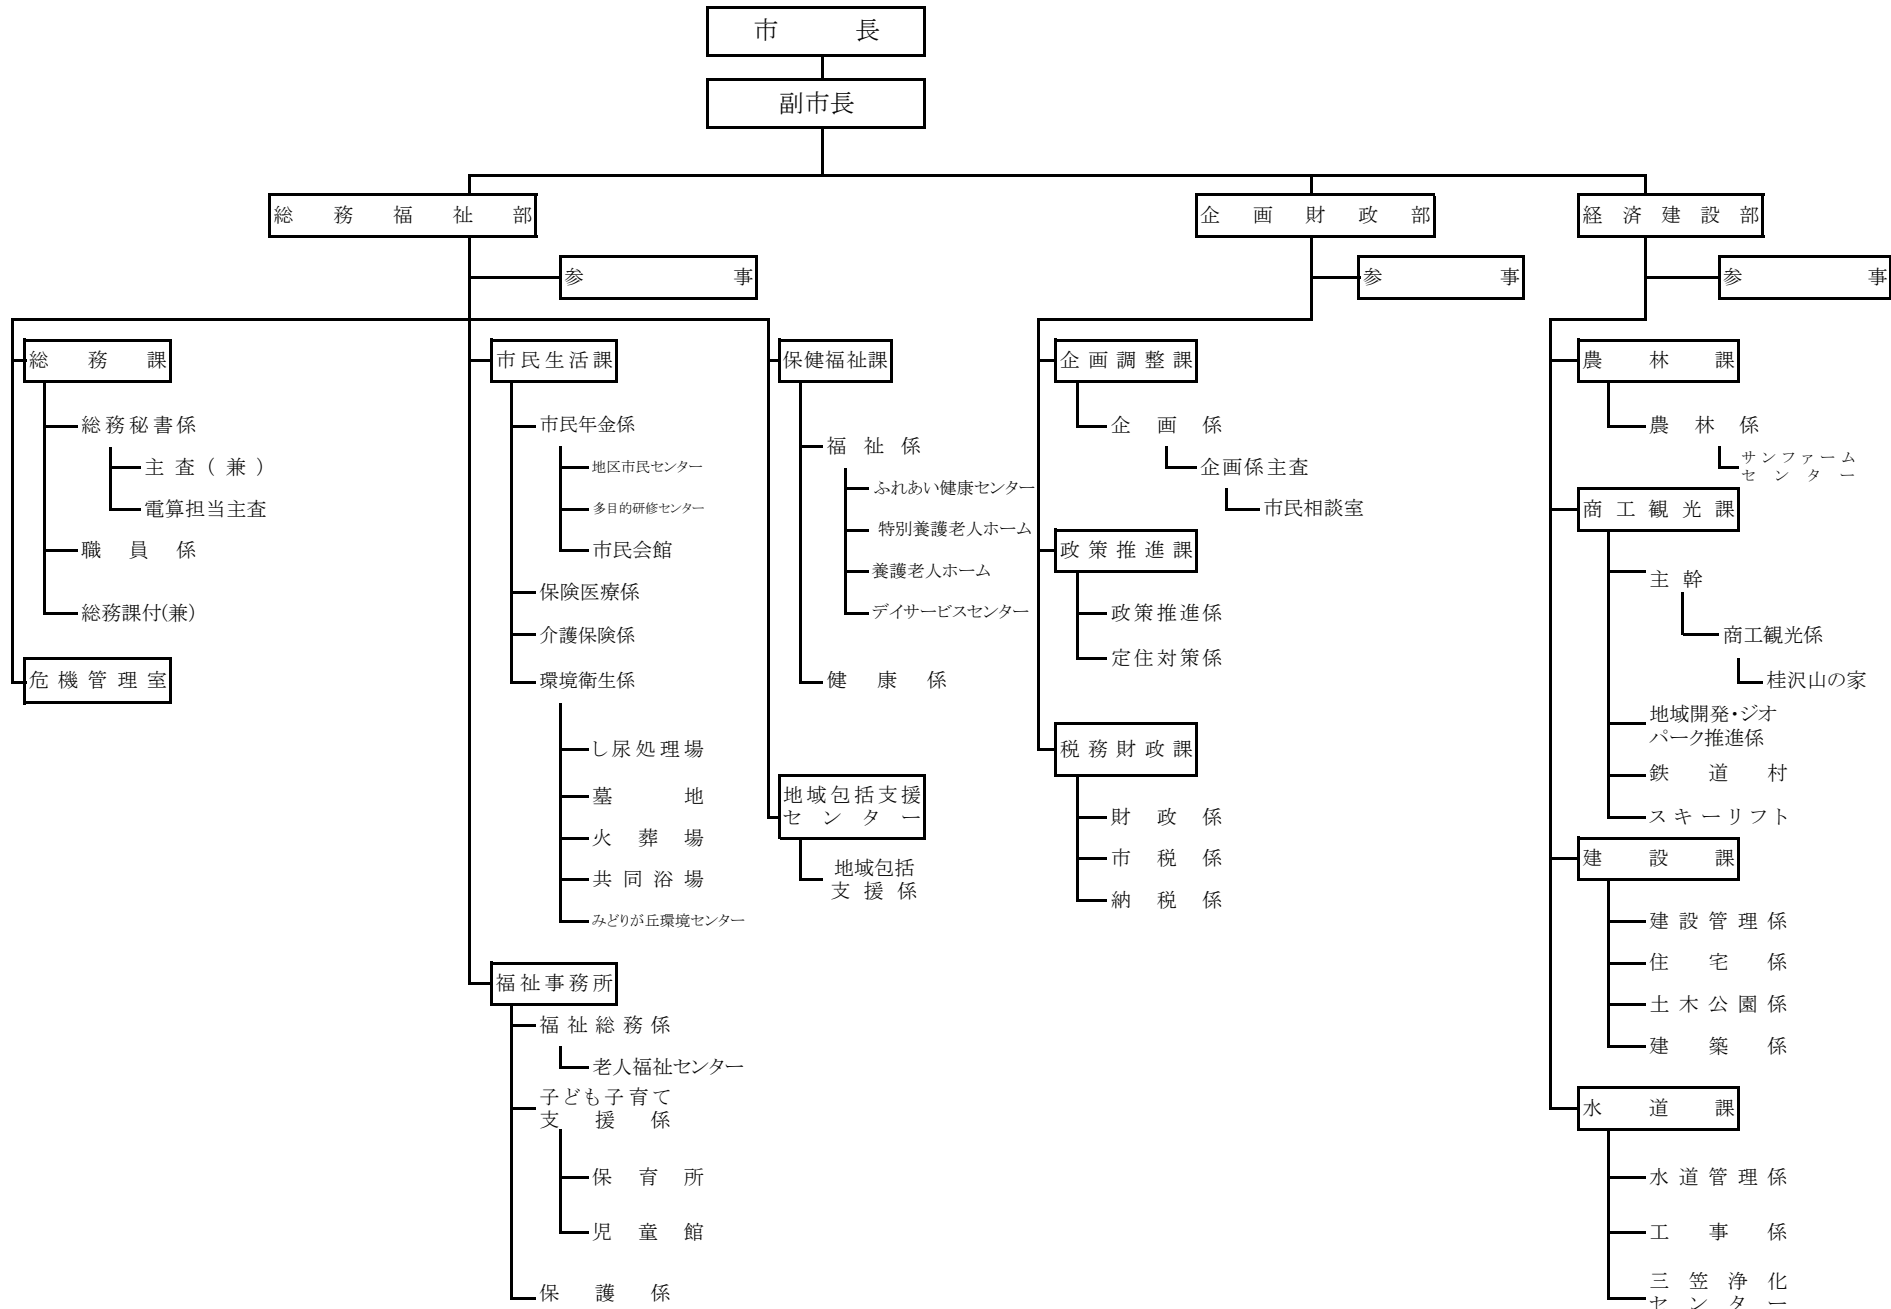 市長
副市長
総務福祉部
参事
総務課
総務秘書係
主査(兼)
電算担当主査
職員係
総務課付(兼)
危機管理室
市民生活課
市民年金係
地区市民センター
多目的研修センター
市民会館
保険医療係
介護保険係
環境衛生係
し尿処理場
墓地
火葬場
共同浴場
みどりが丘環境センター
福祉事務所
福祉総務係
老人福祉センター
子ども子育て
支援係
保育所
児童館
保護係
保健福祉課
福祉係
ふれあい健康センター
特別養護老人ホーム
養護老人ホーム
デイサービスセンター
健康係
地域包括支援
センター
地域包括
支援係
企画財政部
参事
企画調整課
企画係
企画係主査
市民相談室
政策推進課
政策推進係
定住対策係
税務財政課
財政係
市税係
納税係
経済建設部
参事
農林課
農林係
サンファーム
センター
商工観光課
主幹
商工観光係
桂沢山の家
地域開発・ジオ
パーク推進係
鉄道村
スキーリフト
建設課
建設管理係
住宅係
土木公園係
建築係
水道課
水道管理係
工事係
三笠浄化
センター